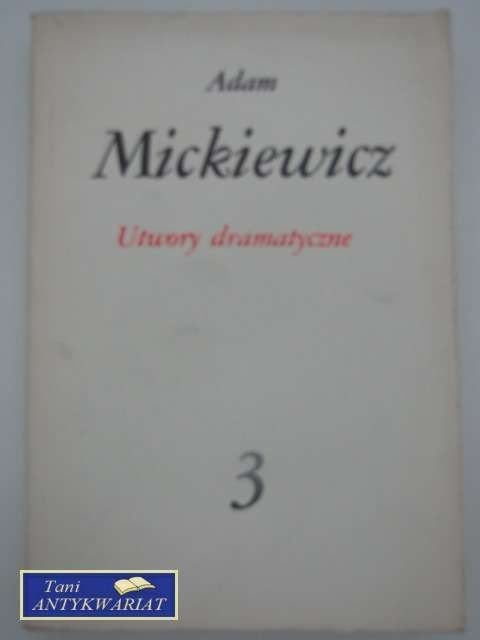 Adam
Mickiewicz
Utwory dramatyczne
3
Tani
ANTYKWARIAT